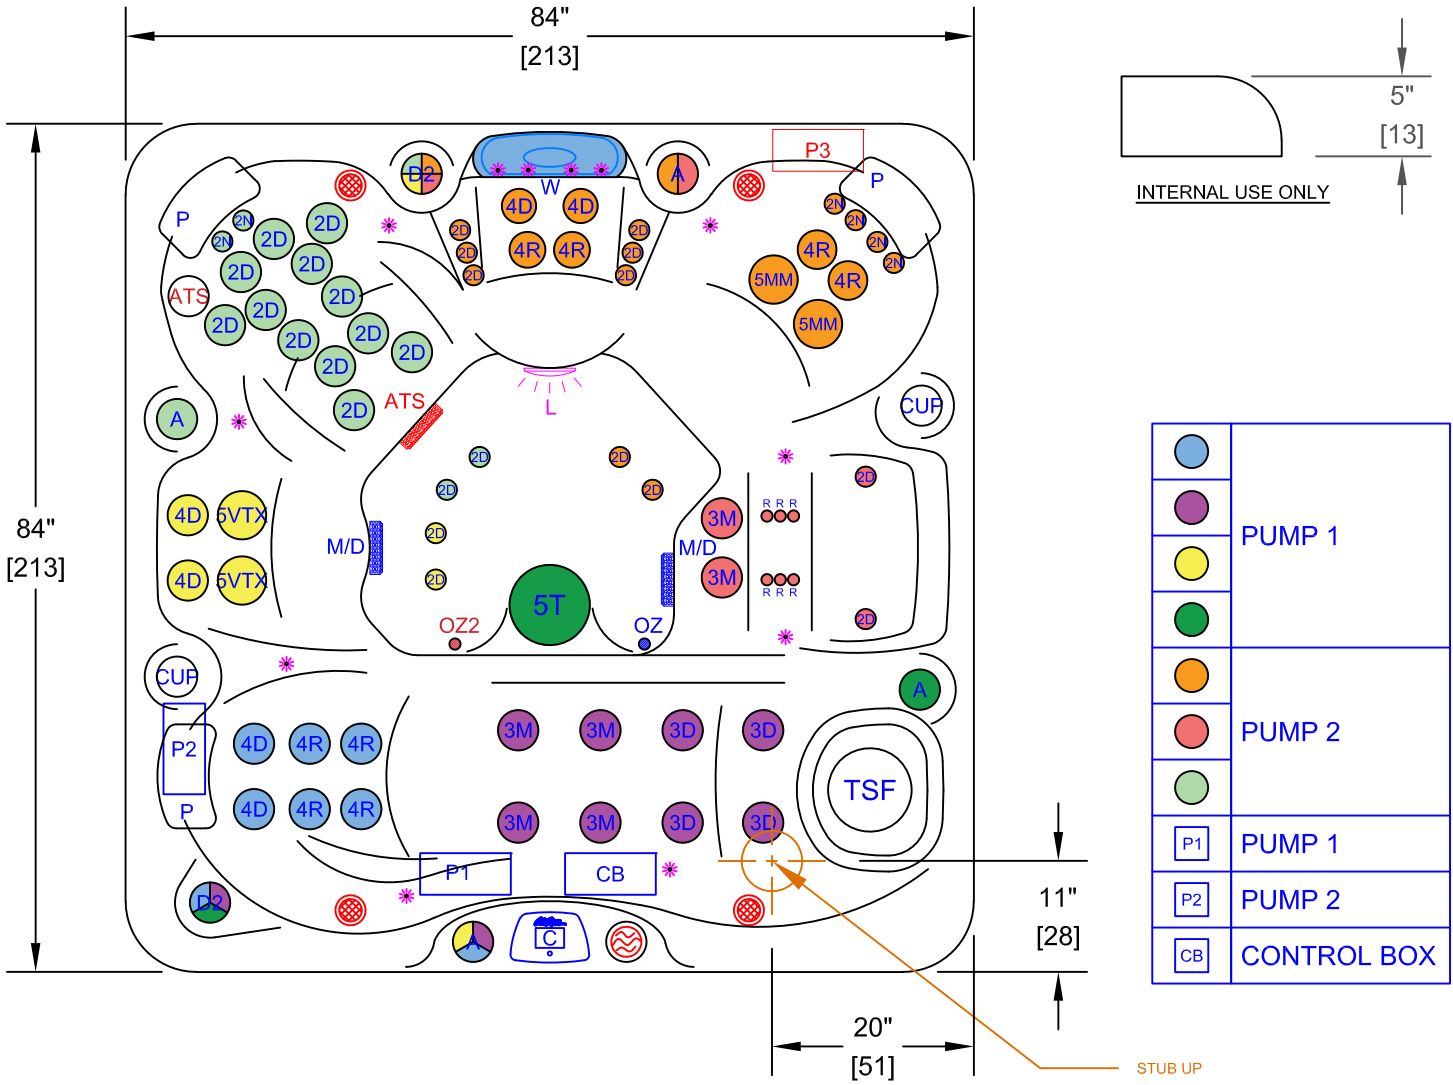 84"
[213]
5"
[13]
INTERNAL USE ONLY
P3
D2
A
W
P
P
2N
2N
2D
2D
2D
2D
2D
2D
2D
2D
2D
2D
2D
2D
2D
ATS
4D
4D
4R
4R
2D
2D
2D
2D
2D
2D
2N
2N
2N
2N
4R
4R
5MM
5MM
L
ATS
A
CUP
84"
[213]
2D
2D
2D
2D
2D
2D
4D
5VTX
4D
5VTX
M/D
M/D
3M
3M
R R R
R R R
2D
2D
5T
OZ2
OZ
CUP
A
P2
P
4D
4R
4R
4D
4R
4R
3M
3M
3D
3D
3M
3M
3D
3D
TSF
P1
CB
D2
A
C
11"
[28]
20"
[51]
STUB UP
PUMP 1
PUMP 2
P1
PUMP 1
P2
PUMP 2
CB
CONTROL BOX